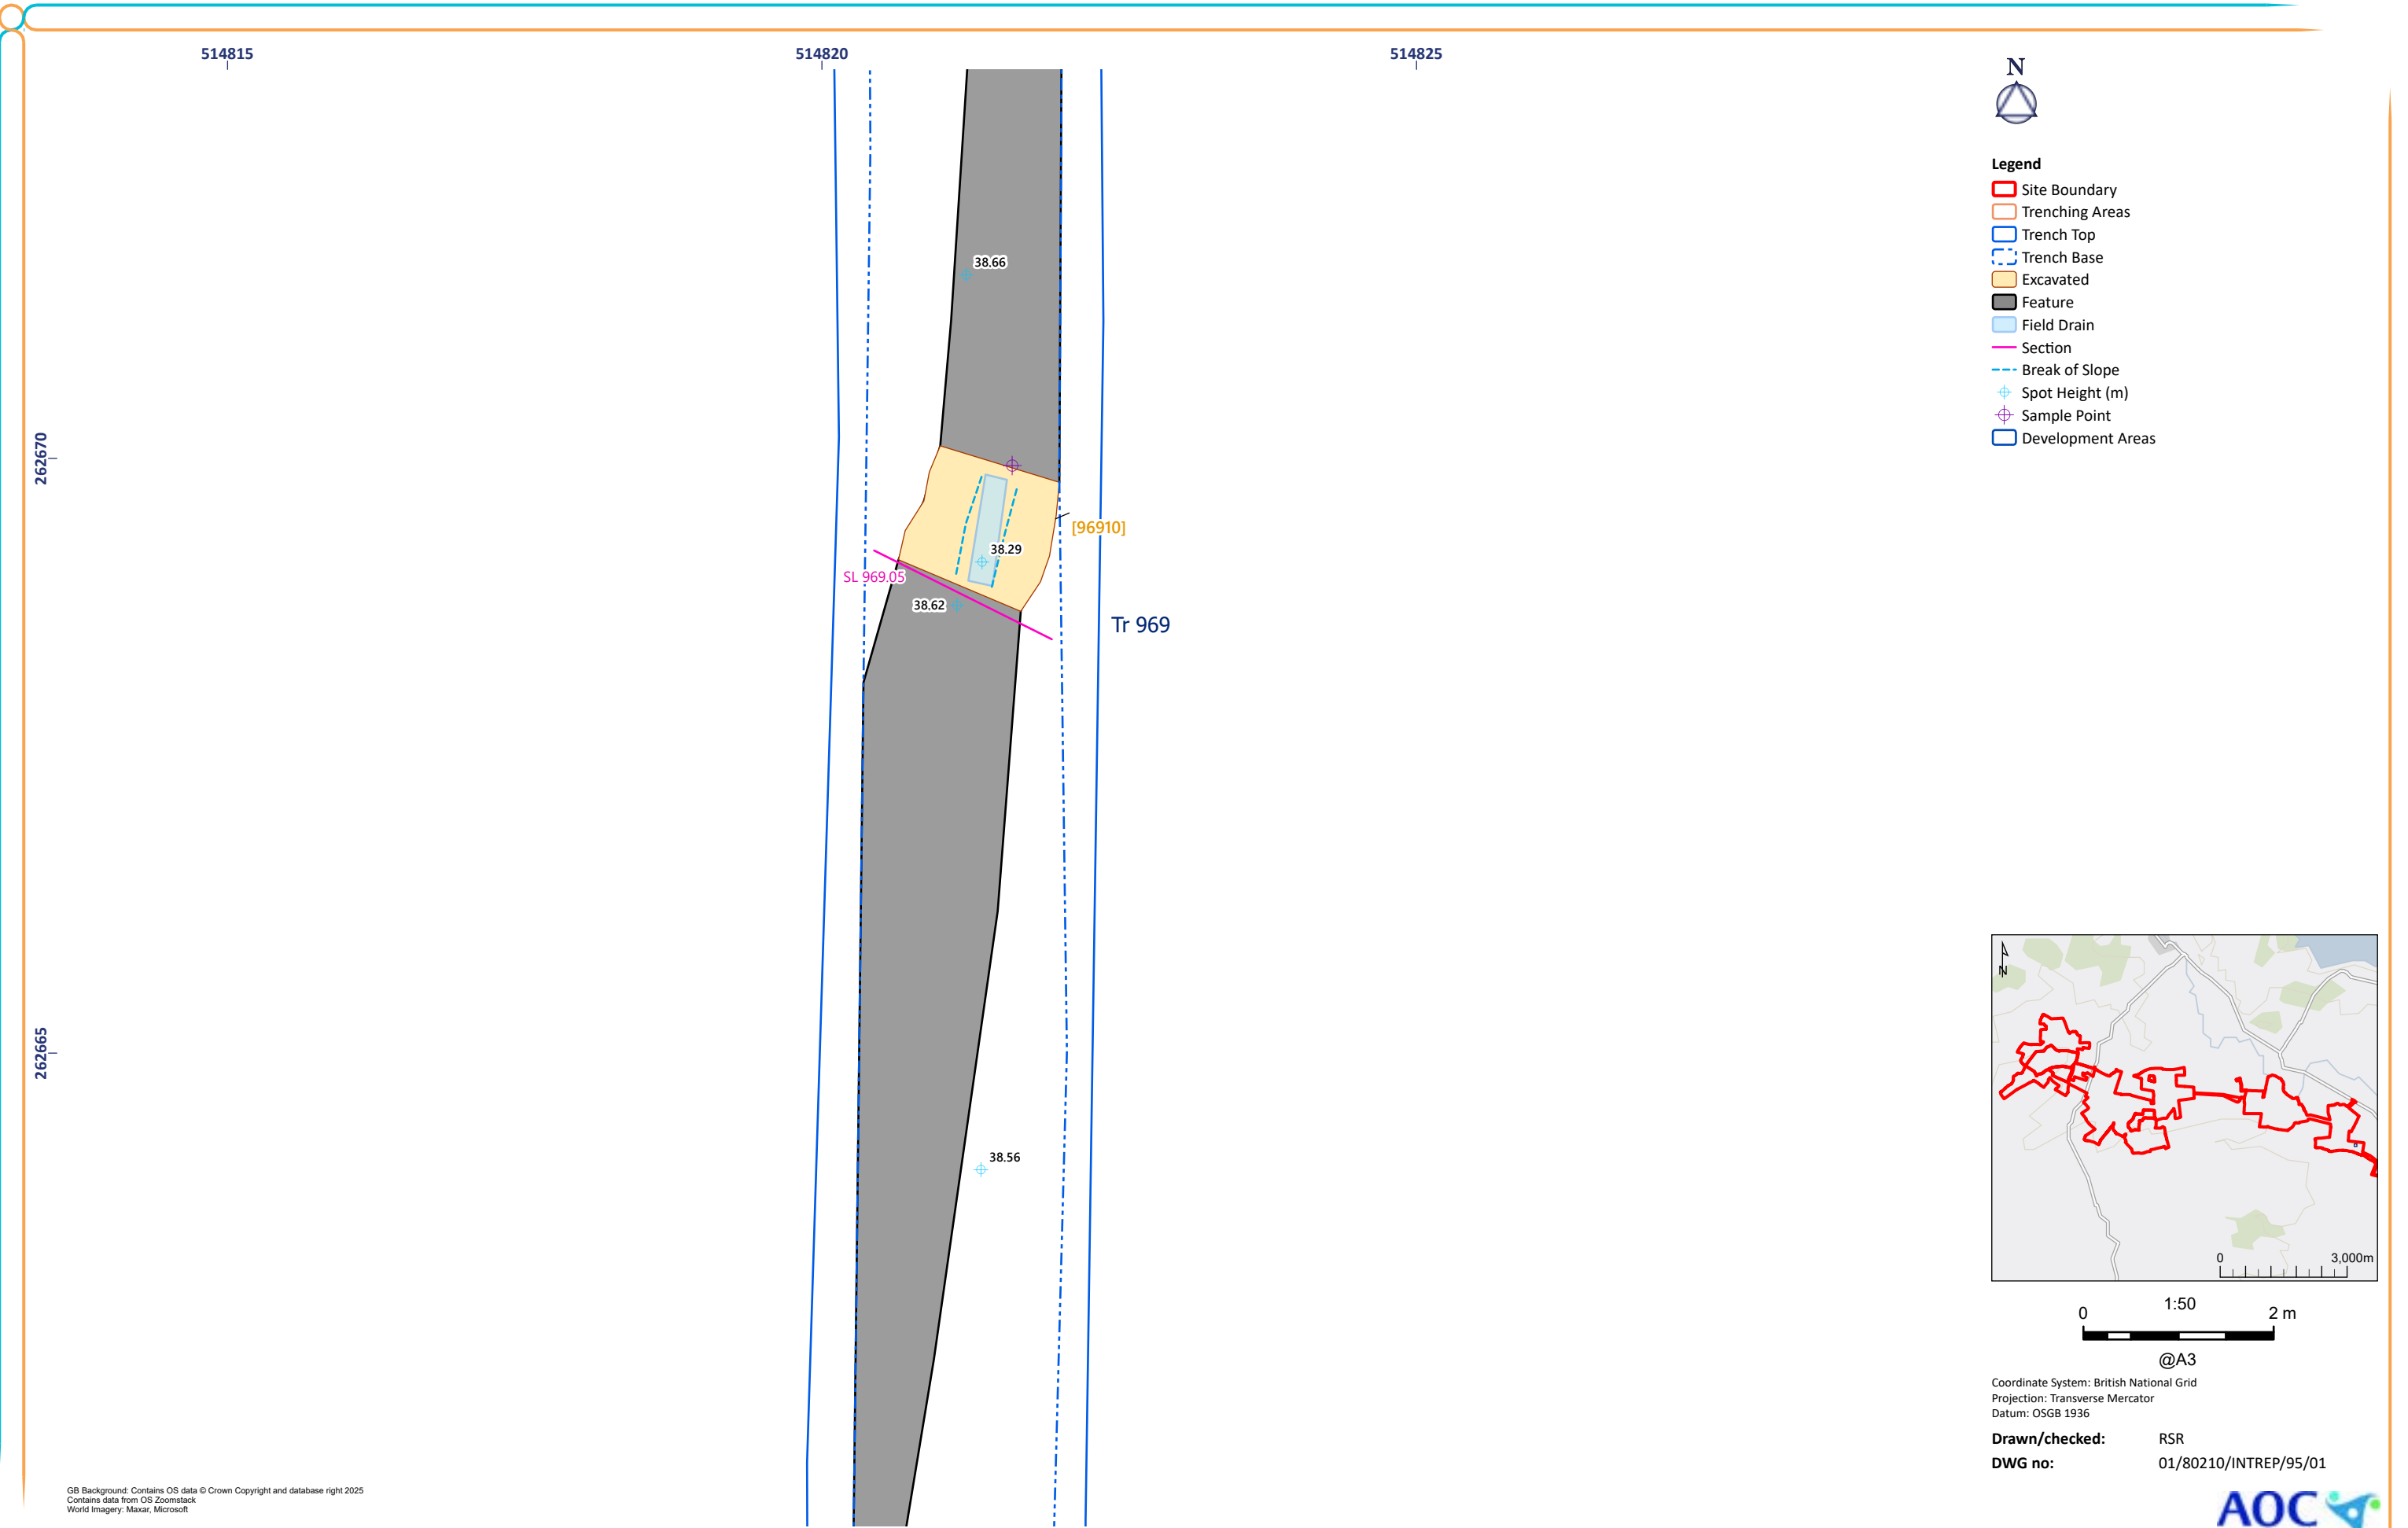 514815
514820
514825
262670
262665
38.66
[96910]
38.29
SL 969.05
38.62
Tr 969
38.56
N
Legend
Site Boundary
Trenching Areas
Trench Top
Trench Base
Excavated
Feature
Field Drain
Section
Break of Slope
Spot Height (m)
Sample Point
Development Areas
N
0 3,000m
1:50
0 2 m
@A3
Coordinate System: British National Grid
Projection: Transverse Mercator
Datum: OSGB 1936
Drawn/checked: RSR
DWG no: 01/80210/INTREP/95/01
GB Background: Contains OS data © Crown Copyright and database right 2025
Contains data from OS Zoomstack
World Imagery: Maxar, Microsoft
AOC